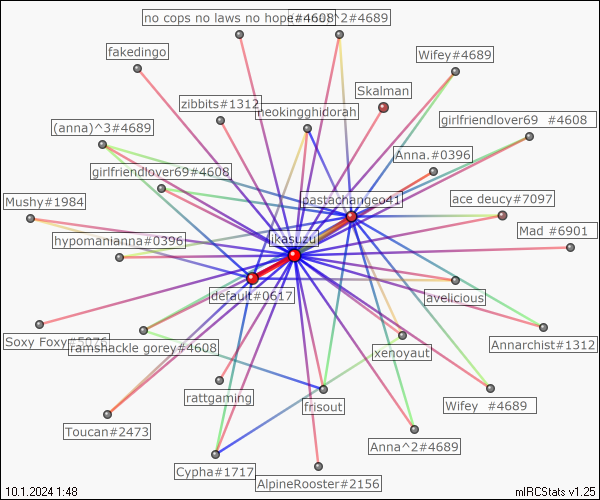 no cops no laws no hope#4608
^2#4689
fakedingo
Wifey#4689
Skalman
zibbits#1312
neokingghidorah
girlfriendlover69 #4608
(anna)^3#4689
Anna.#0396
girlfriendlover69#4608
pastachangeo41
ace deucy#7097
Mushy#1984
Mad #6901
hypomanianna#0396
ikasuzu
default#0617
avelicious
Soxy Foxy#5076
ramshackle gorey#4608
Annarchist#1312
xenoyaut
rattgaming
frisout
Wifey #4689
Toucan#2473
Anna^2#4689
Cypha#1717
AlpineRooster#2156
10.1.2024 1:48
mIRCStats v1.25